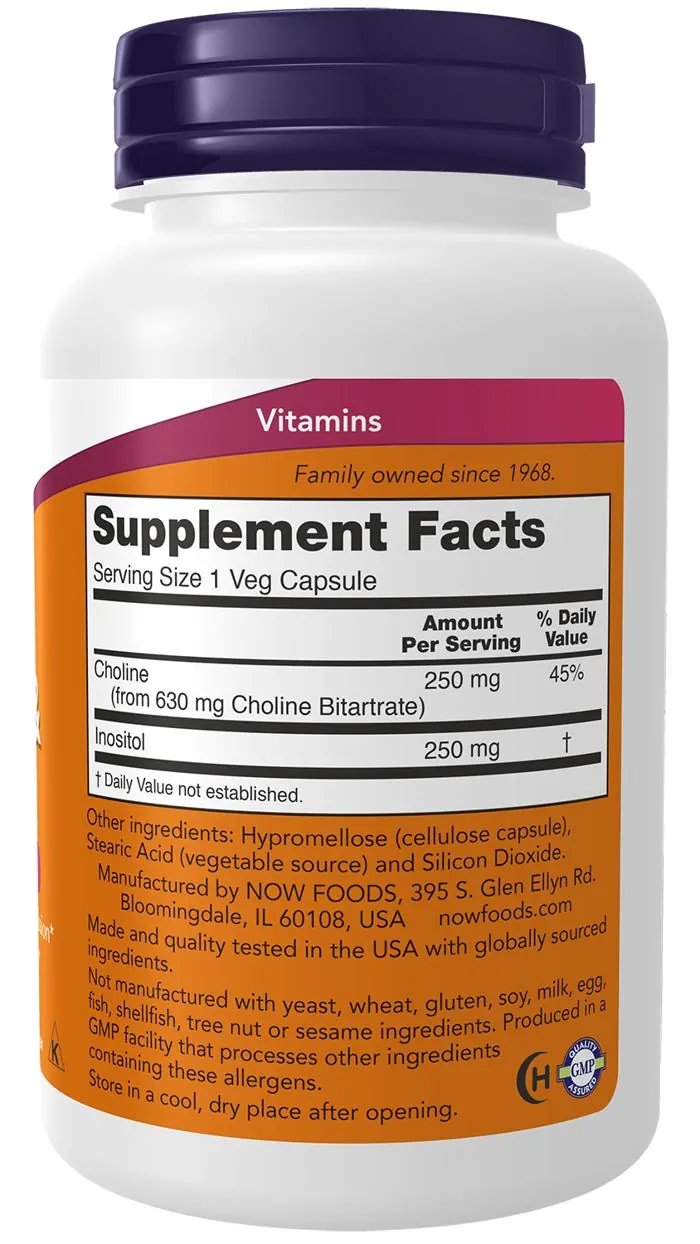 Vitamins
Family owned since 1968.
Supplement Facts
Serving Size 1 Veg Capsule
Amount Per Serving % Daily Value
Choline 250 mg 45%
(from 630 mg Choline Bitartrate)
Inositol 250 mg †
† Daily Value not established.
&
Other ingredients: Hypromellose (cellulose capsule),
Stearic Acid (vegetable source) and Silicon Dioxide.
Manufactured by NOW FOODS, 395 S. Glen Ellyn Rd.
Bloomingdale, IL 60108, USA nowfoods.com
Made and quality tested in the USA with globally sourced
ingredients.
Not manufactured with yeast, wheat, gluten, soy, milk, egg,
fish, shellfish, tree nut or sesame ingredients. Produced in a
GMP facility that processes other ingredients
containing these allergens.
Store in a cool, dry place after opening.
K
H
QUALITY
GMP
ASSURED